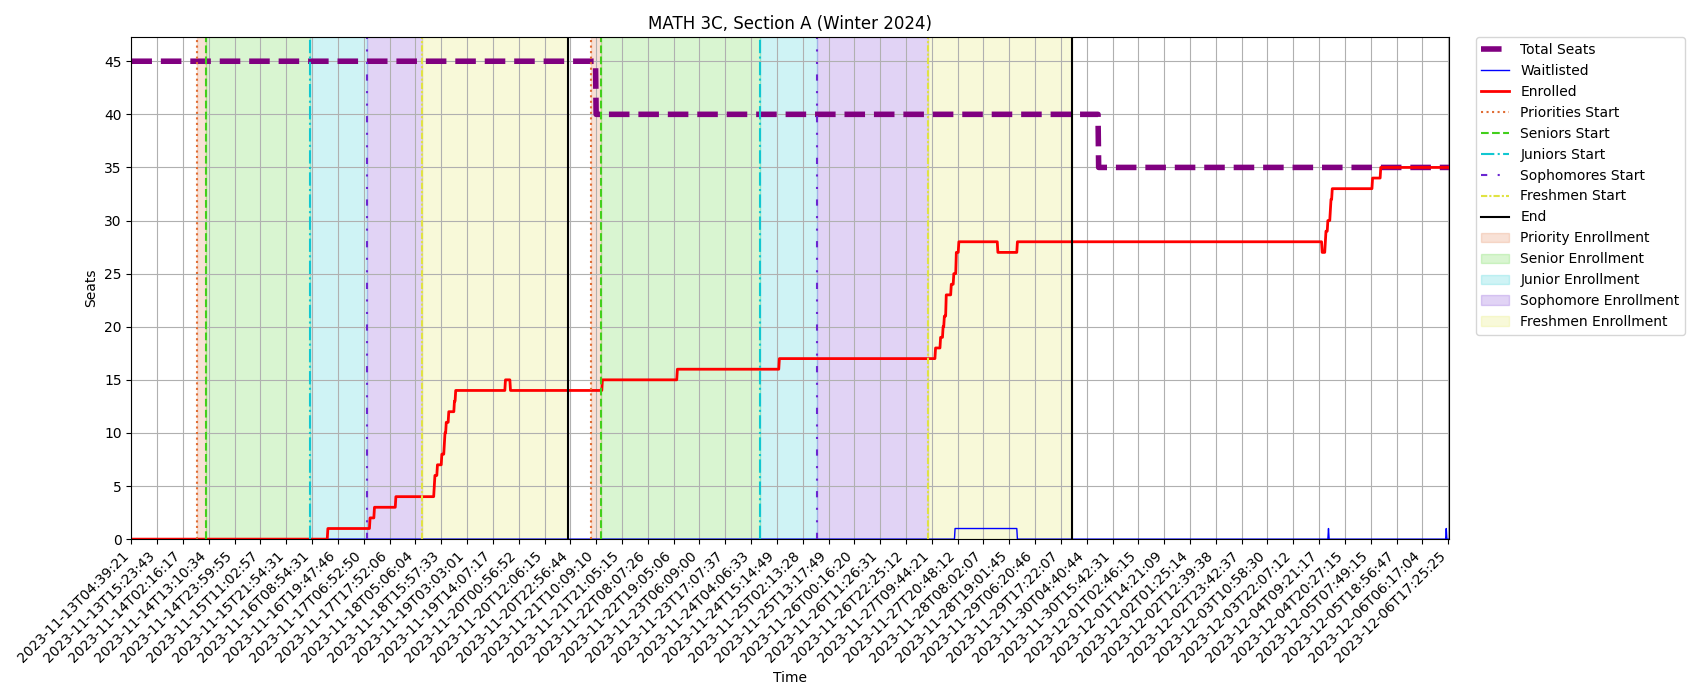 MATH 3C, Section A (Winter 2024)
Seats
45
40
35
30
25
20
15
10
5
0
2023-11-13T04:39:21
2023-11-13T15:23:43
2023-11-14T02:16:17
2023-11-14T13:10:34
2023-11-14T23:59:55
2023-11-15T11:02:57
2023-11-15T21:54:31
2023-11-16T08:54:31
2023-11-16T19:47:46
2023-11-17T06:52:50
2023-11-17T17:52:06
2023-11-18T05:06:04
2023-11-18T15:57:33
2023-11-19T03:03:01
2023-11-19T14:07:17
2023-11-20T00:56:52
2023-11-20T12:06:15
2023-11-20T22:56:44
2023-11-21T10:09:10
2023-11-21T21:05:15
2023-11-22T08:07:26
2023-11-22T19:05:06
2023-11-23T06:09:00
2023-11-23T17:07:37
2023-11-24T04:06:33
2023-11-24T15:14:49
2023-11-25T02:13:28
2023-11-25T13:17:49
2023-11-26T00:16:20
2023-11-26T11:26:31
2023-11-26T22:25:12
2023-11-27T09:44:21
2023-11-27T20:48:12
2023-11-28T08:02:07
2023-11-28T19:01:45
2023-11-29T06:20:46
2023-11-29T17:22:07
2023-11-30T04:40:44
2023-11-30T15:42:31
2023-12-01T02:46:15
2023-12-01T14:21:09
2023-12-02T01:25:14
2023-12-02T12:39:38
2023-12-02T23:42:37
2023-12-03T10:58:30
2023-12-03T22:07:12
2023-12-04T09:21:17
2023-12-04T20:27:15
2023-12-05T07:49:15
2023-12-05T18:56:47
2023-12-06T06:17:04
2023-12-06T17:25:25
Time
Total Seats
Waitlisted
Enrolled
Priorities Start
Seniors Start
Juniors Start
Sophomores Start
Freshmen Start
End
Priority Enrollment
Senior Enrollment
Junior Enrollment
Sophomore Enrollment
Freshmen Enrollment